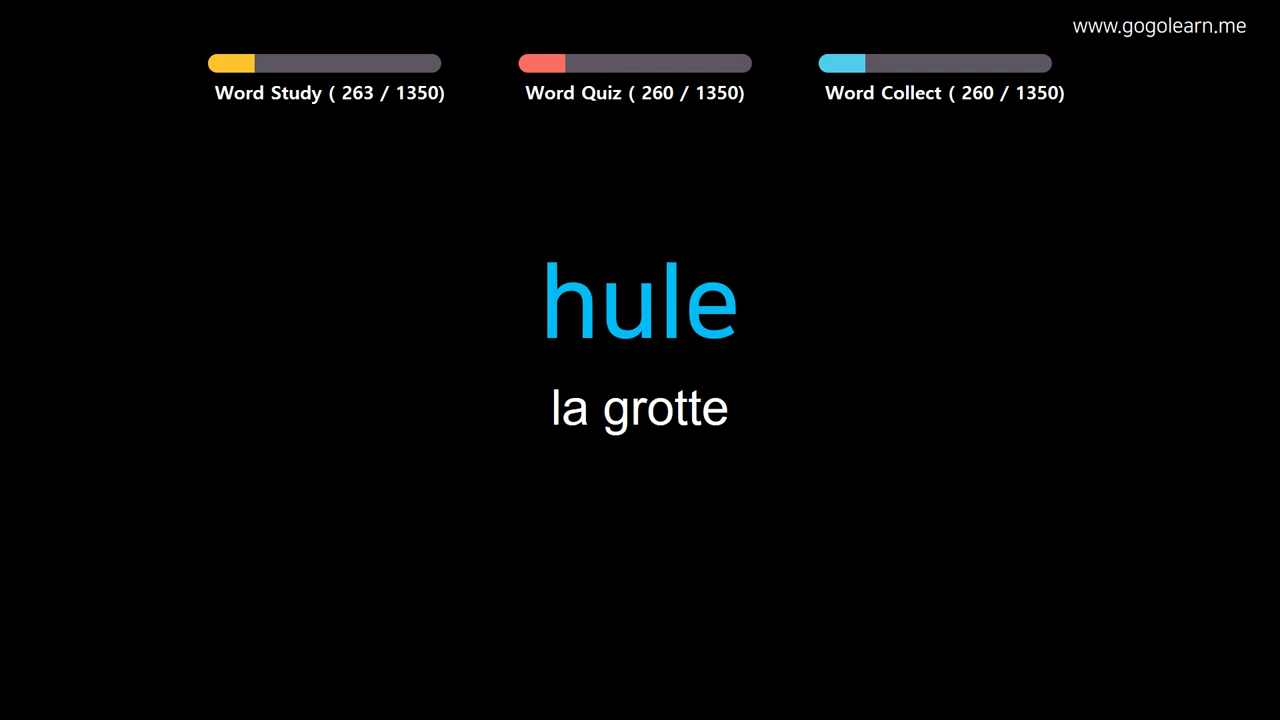 www.gogolearn.me
Word Study ( 263 / 1350)
Word Quiz ( 260 / 1350)
Word Collect ( 260 / 1350)
hule
la grotte